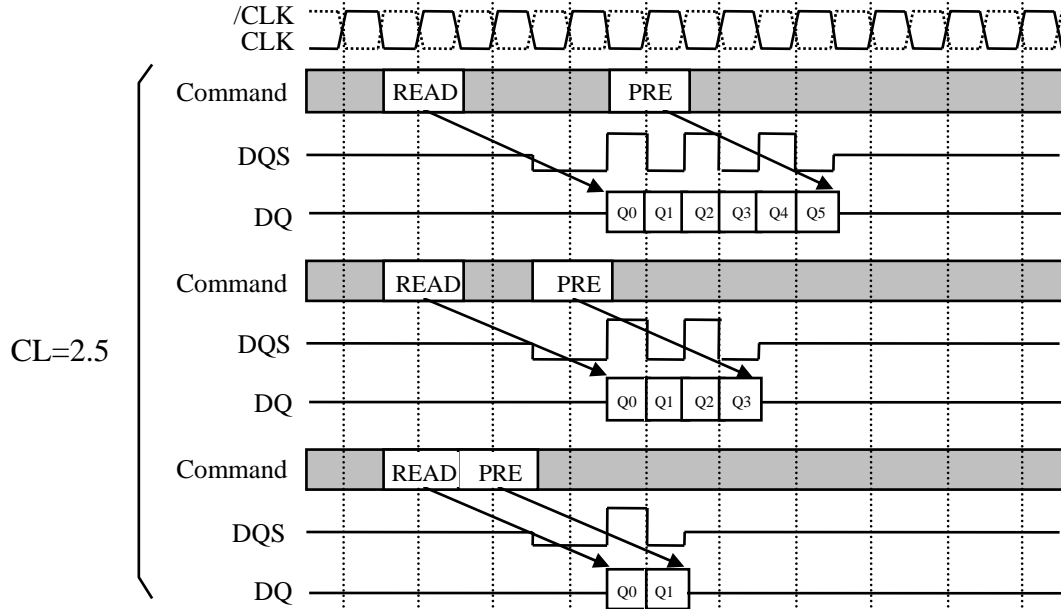 /CLK
CLK
Command READ PRE
DQS
DQ Q0 Q1 Q2 Q3 Q4 Q5
Command READ PRE
CL=2.5
DQS
DQ Q0 Q1 Q2 Q3
Command READ PRE
DQS
DQ Q0 Q1